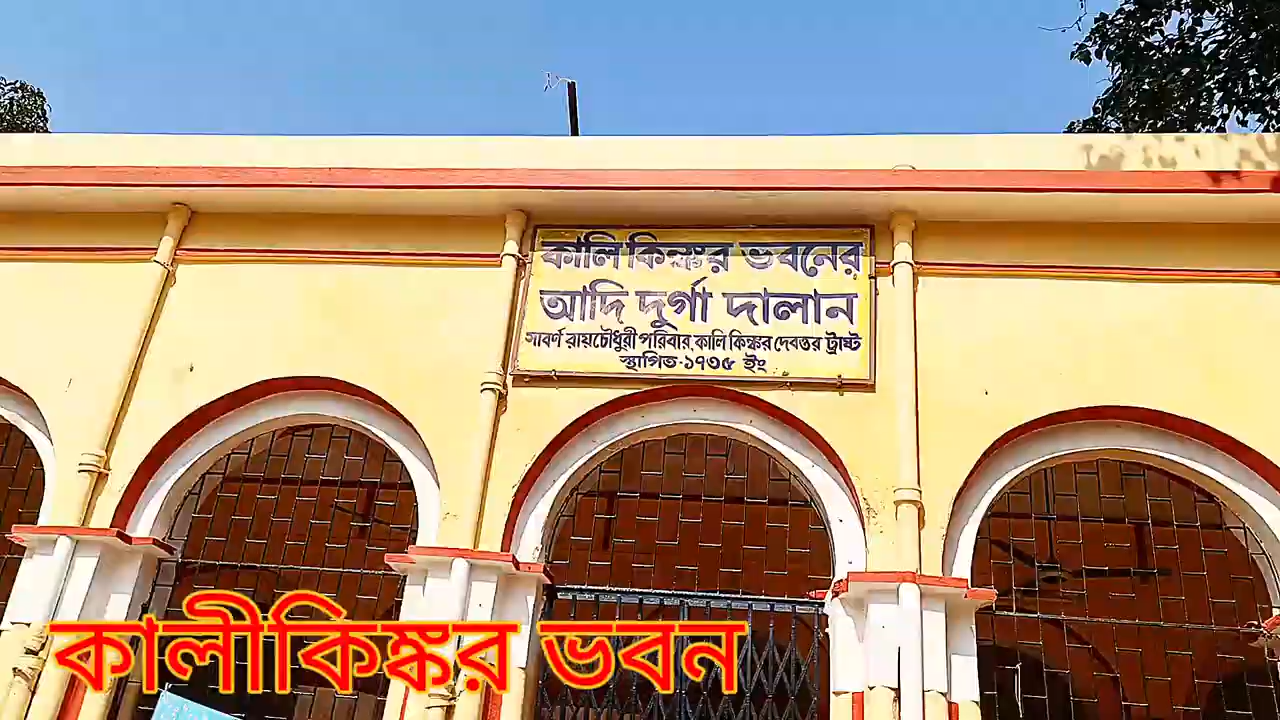 কালি কিঙ্কর ভবনের
আদি দুর্গা দালান
সাবর্ণ রায়চৌধুরী পরিবার, কালি কিঙ্কর দেবত্তর ট্রাষ্ট
স্থাপিত-১৭৩৫ ইং
কালীকিঙ্কর ভবন